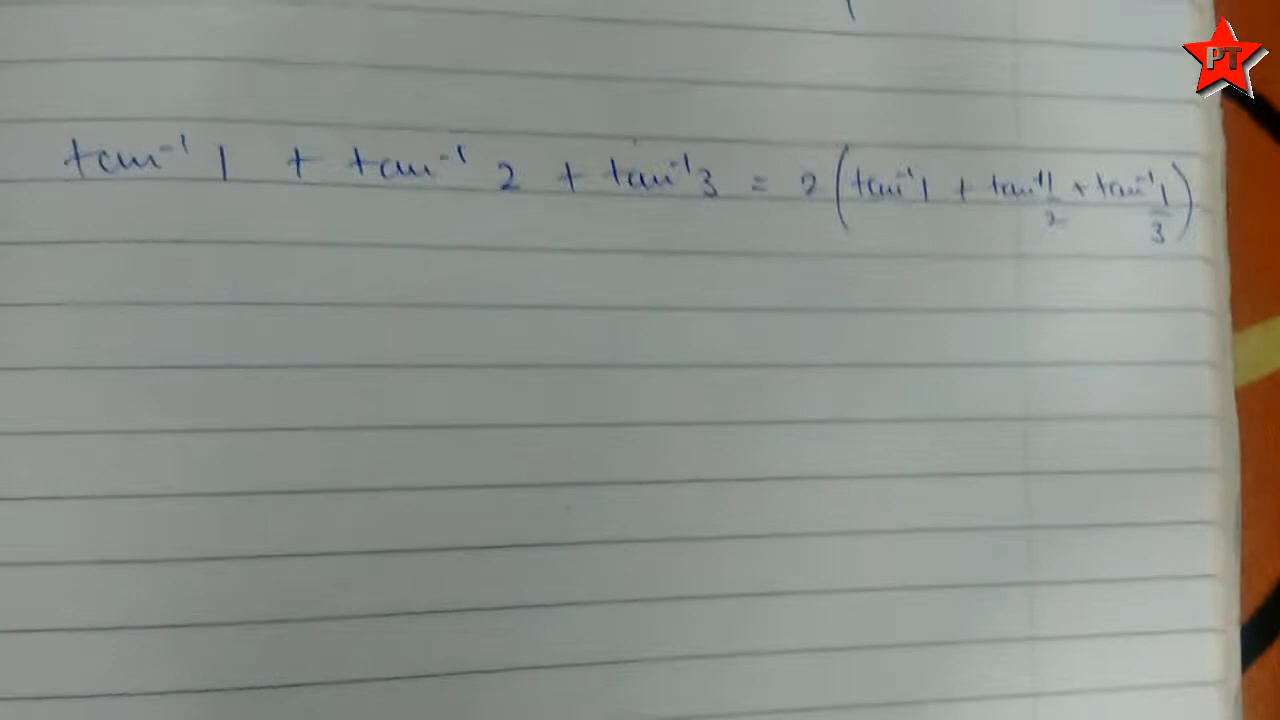 PT
tan⁻¹ 1 + tan⁻¹ 2 + tan⁻¹ 3 = 2 (tan⁻¹ 1 + tan⁻¹ 1/2 + tan⁻¹ 1/3)